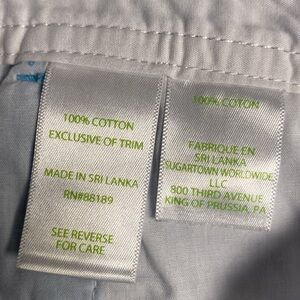 100% COTTON
EXCLUSIVE OF TRIM
MADE IN SRI LANKA
RN#88189
SEE REVERSE
FOR CARE
100% COTON
FABRIQUE EN
SRI LANKA
SUGARTOWN WORLDWIDE
LLC
800 THIRD AVENUE
KING OF PRUSSIA, PA